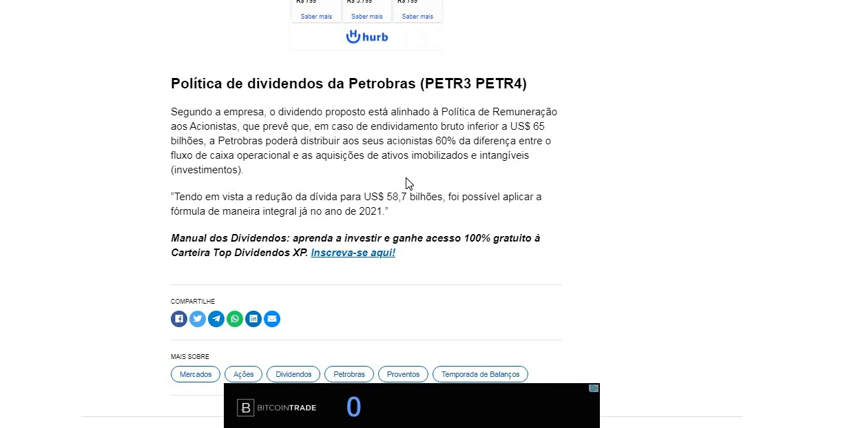 R$ 799 R$ 3.799 R$ 799
Saber mais Saber mais Saber mais
hurb
Política de dividendos da Petrobras (PETR3 PETR4)
Segundo a empresa, o dividendo proposto está alinhado à Política de Remuneração
aos Acionistas, que prevê que, em caso de endividamento bruto inferior a US$ 65
bilhões, a Petrobras poderá distribuir aos seus acionistas 60% da diferença entre o
fluxo de caixa operacional e as aquisições de ativos imobilizados e intangíveis
(investimentos).
“Tendo em vista a redução da dívida para US$ 58,7 bilhões, foi possível aplicar a
fórmula de maneira integral já no ano de 2021.”
Manual dos Dividendos: aprenda a investir e ganhe acesso 100% gratuito à
Carteira Top Dividendos XP. Inscreva-se aqui!
COMPARTILHE
MAIS SOBRE
Mercados Ações Dividendos Petrobras Proventos Temporada de Balanços
BITCOINTRADE 0